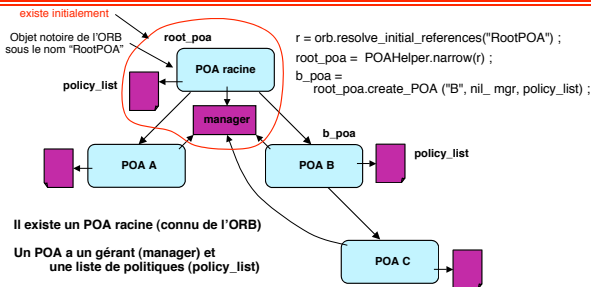 existe initialement
Objet notoire de l'ORB
sous le nom "RootPOA"
root_poa
POA racine
policy_list
manager
r = orb.resolve_initial_references("RootPOA") ;
root_poa = POAHelper.narrow(r) ;
b_poa =
root_poa.create_POA ("B", nil_ mgr, policy_list) ;
b_poa
POA A
POA B
policy_list
Il existe un POA racine (connu de l'ORB)
Un POA a un gérant (manager) et
une liste de politiques (policy_list)
POA C